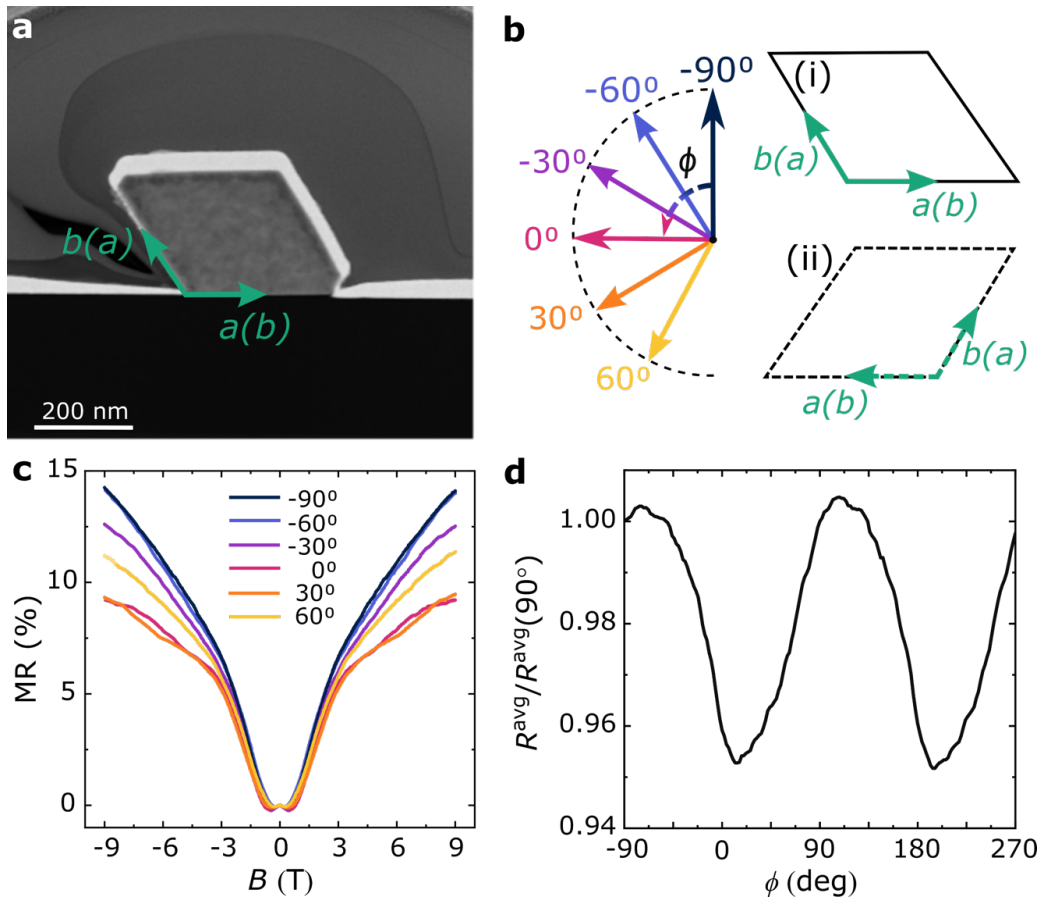 a
b(a)
a(b)
200 nm
b
-90º
-60º
-30º
0º
30º
60º
ϕ
(i)
b(a)
a(b)
(ii)
b(a)
a(b)
c
15
10
5
0
MR (%)
-90º
-60º
-30º
0º
30º
60º
-9 -6 -3 0 3 6 9
B (T)
d
1.00
0.98
0.96
0.94
R^avg/R^avg(90°)
-90 0 90 180 270
ϕ (deg)